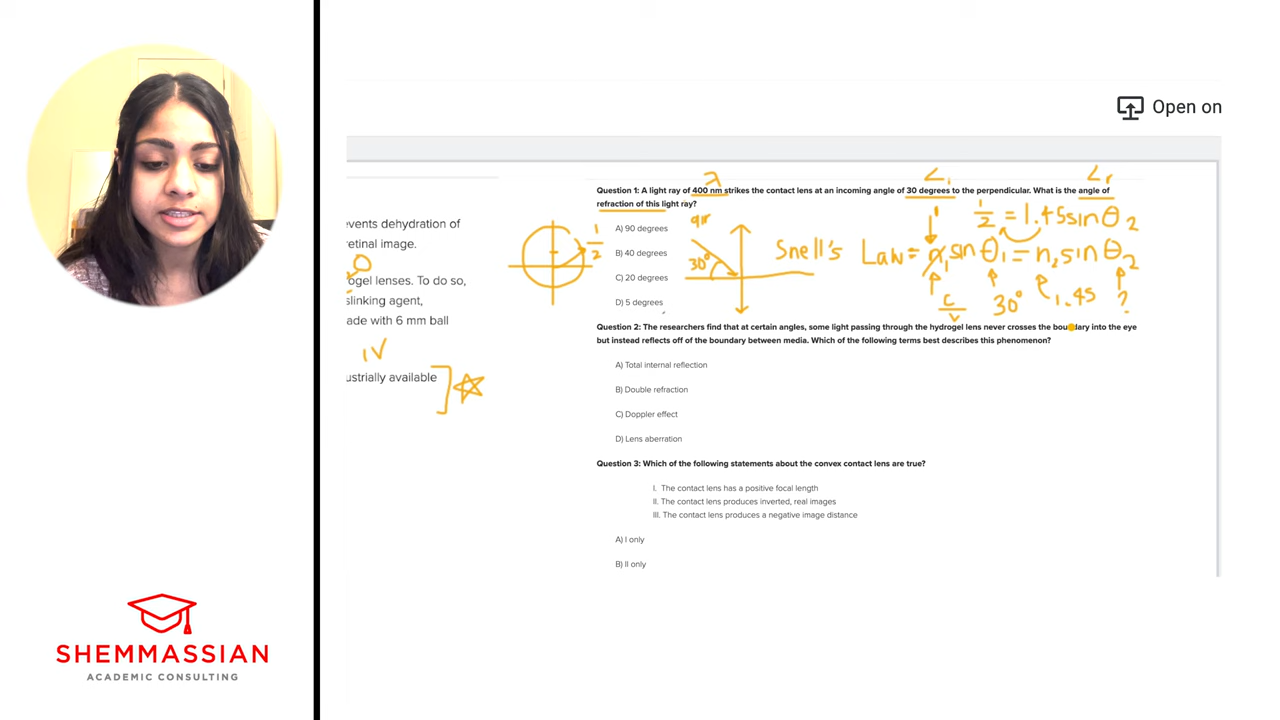 Open on
events dehydration of
retinal image.
ogel lenses. To do so,
slinking agent,
ade with 6 mm ball
IV
ustrially available
Question 1: A light ray of 400 nm strikes the contact lens at an incoming angle of 30 degrees to the perpendicular. What is the angle of
refraction of this light ray?
A) 90 degrees
B) 40 degrees
C) 20 degrees
D) 5 degrees
λ
∠i
∠r
air
30°
1/2
1/2 = 1.45 sin θ2
1
Snell's Law = n1 sin θ1 = n2 sin θ2
c/v
30°
1.45
?
Question 2: The researchers find that at certain angles, some light passing through the hydrogel lens never crosses the boundary into the eye
but instead reflects off of the boundary between media. Which of the following terms best describes this phenomenon?
A) Total internal reflection
B) Double refraction
C) Doppler effect
D) Lens aberration
Question 3: Which of the following statements about the convex contact lens are true?
I. The contact lens has a positive focal length
II. The contact lens produces inverted, real images
III. The contact lens produces a negative image distance
A) I only
B) II only
SHEMMASSIAN
ACADEMIC CONSULTING